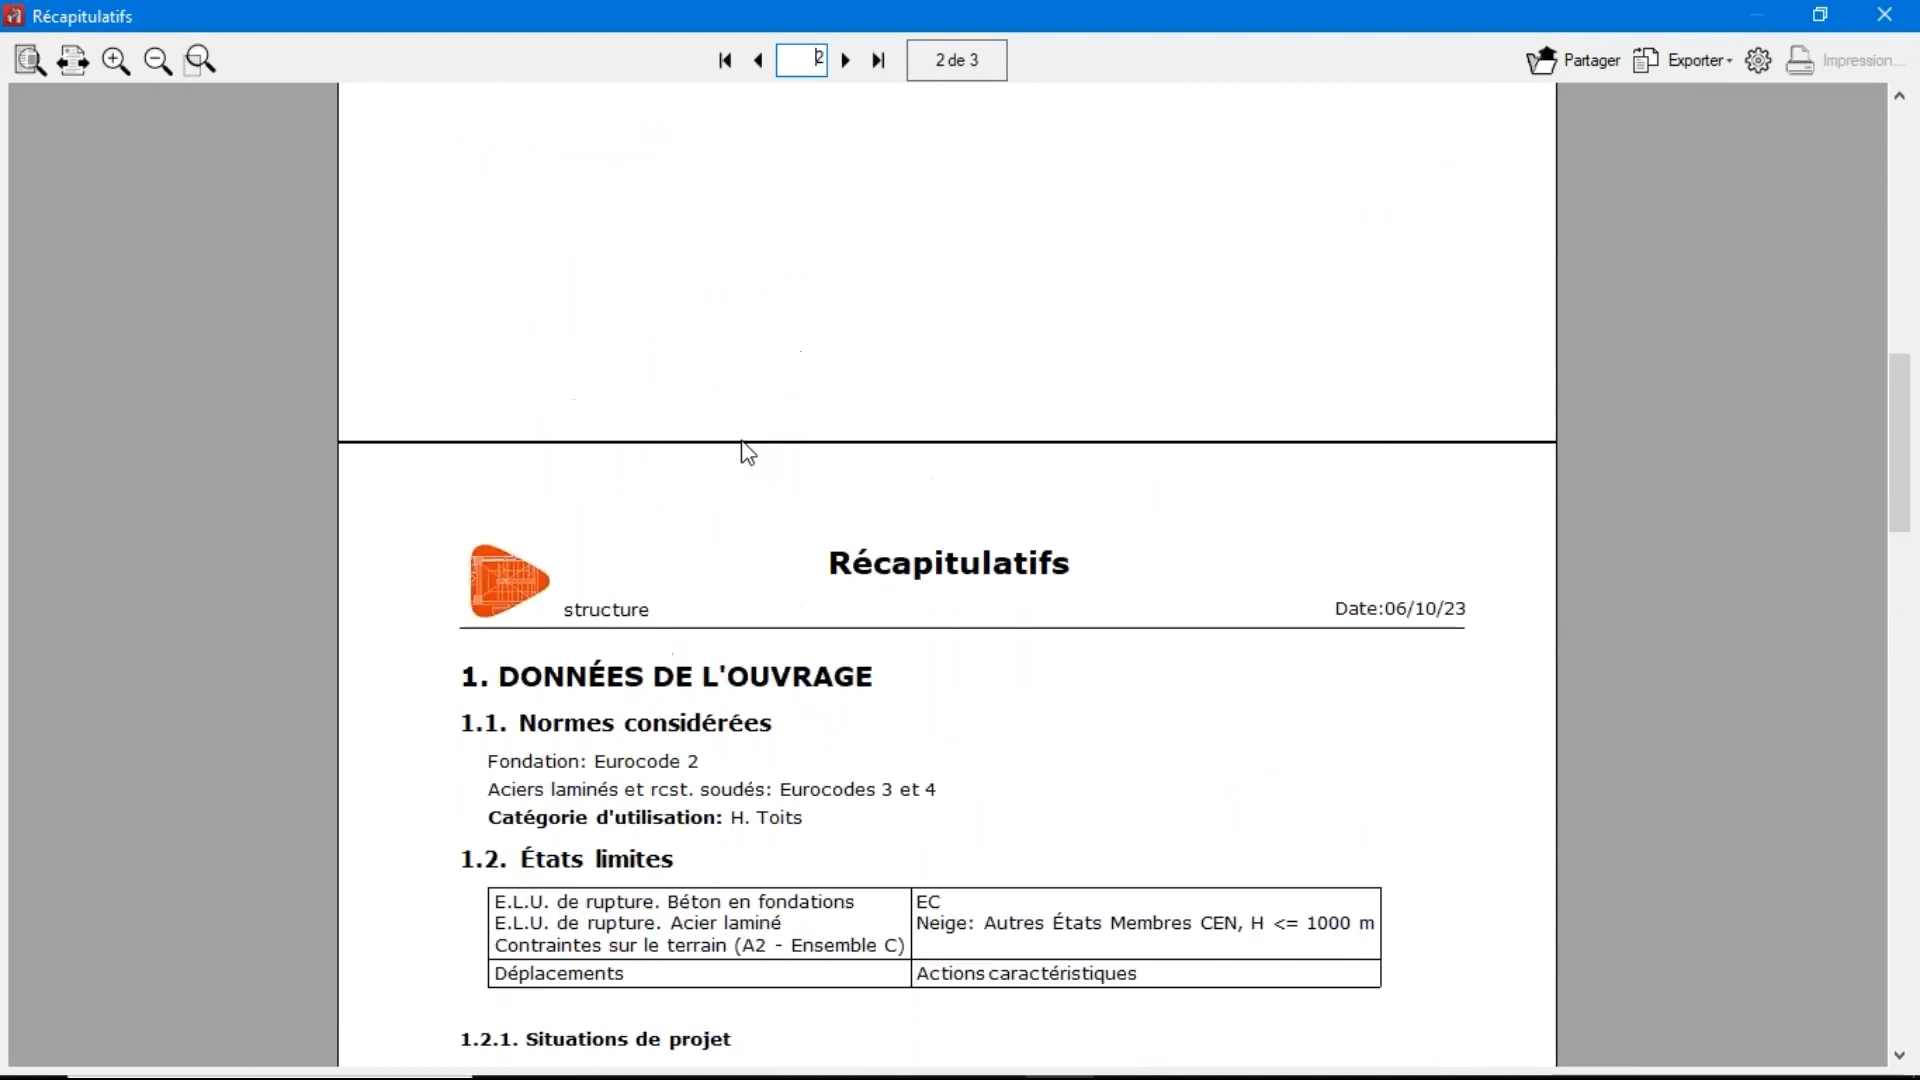 Récapitulatifs
2
2 de 3
Partager
Exporter
Impression...
Récapitulatifs
structure
Date:06/10/23
1. DONNÉES DE L'OUVRAGE
1.1. Normes considérées
Fondation: Eurocode 2
Aciers laminés et rcst. soudés: Eurocodes 3 et 4
Catégorie d'utilisation: H. Toits
1.2. États limites
E.L.U. de rupture. Béton en fondations
E.L.U. de rupture. Acier laminé
Contraintes sur le terrain (A2 - Ensemble C)
EC
Neige: Autres États Membres CEN, H <= 1000 m
Déplacements
Actions caractéristiques
1.2.1. Situations de projet